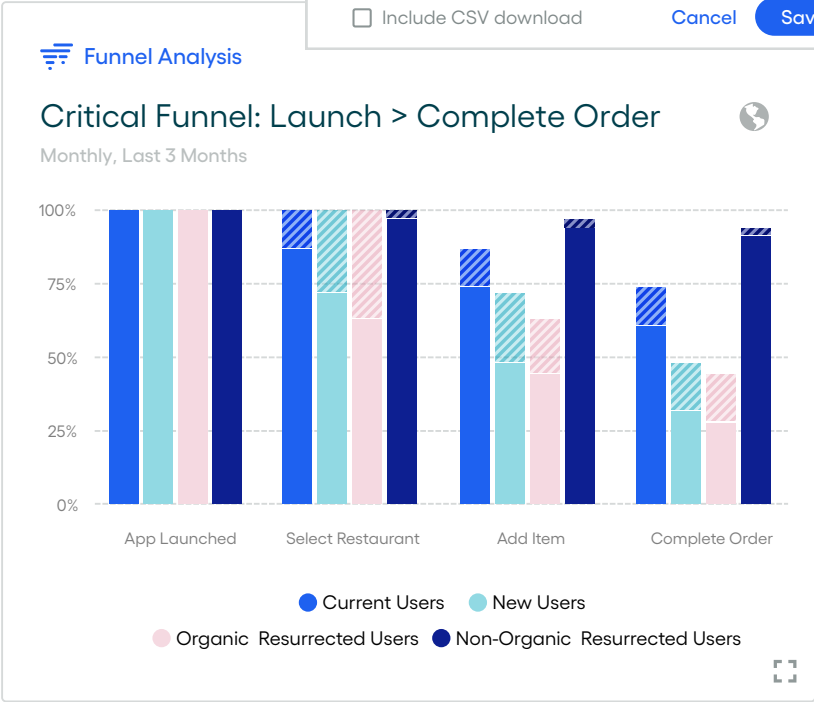 Include CSV download
Cancel
Sav
Funnel Analysis
Critical Funnel: Launch > Complete Order
Monthly, Last 3 Months
100%
75%
50%
25%
0%
App Launched
Select Restaurant
Add Item
Complete Order
Current Users
New Users
Organic Resurrected Users
Non-Organic Resurrected Users